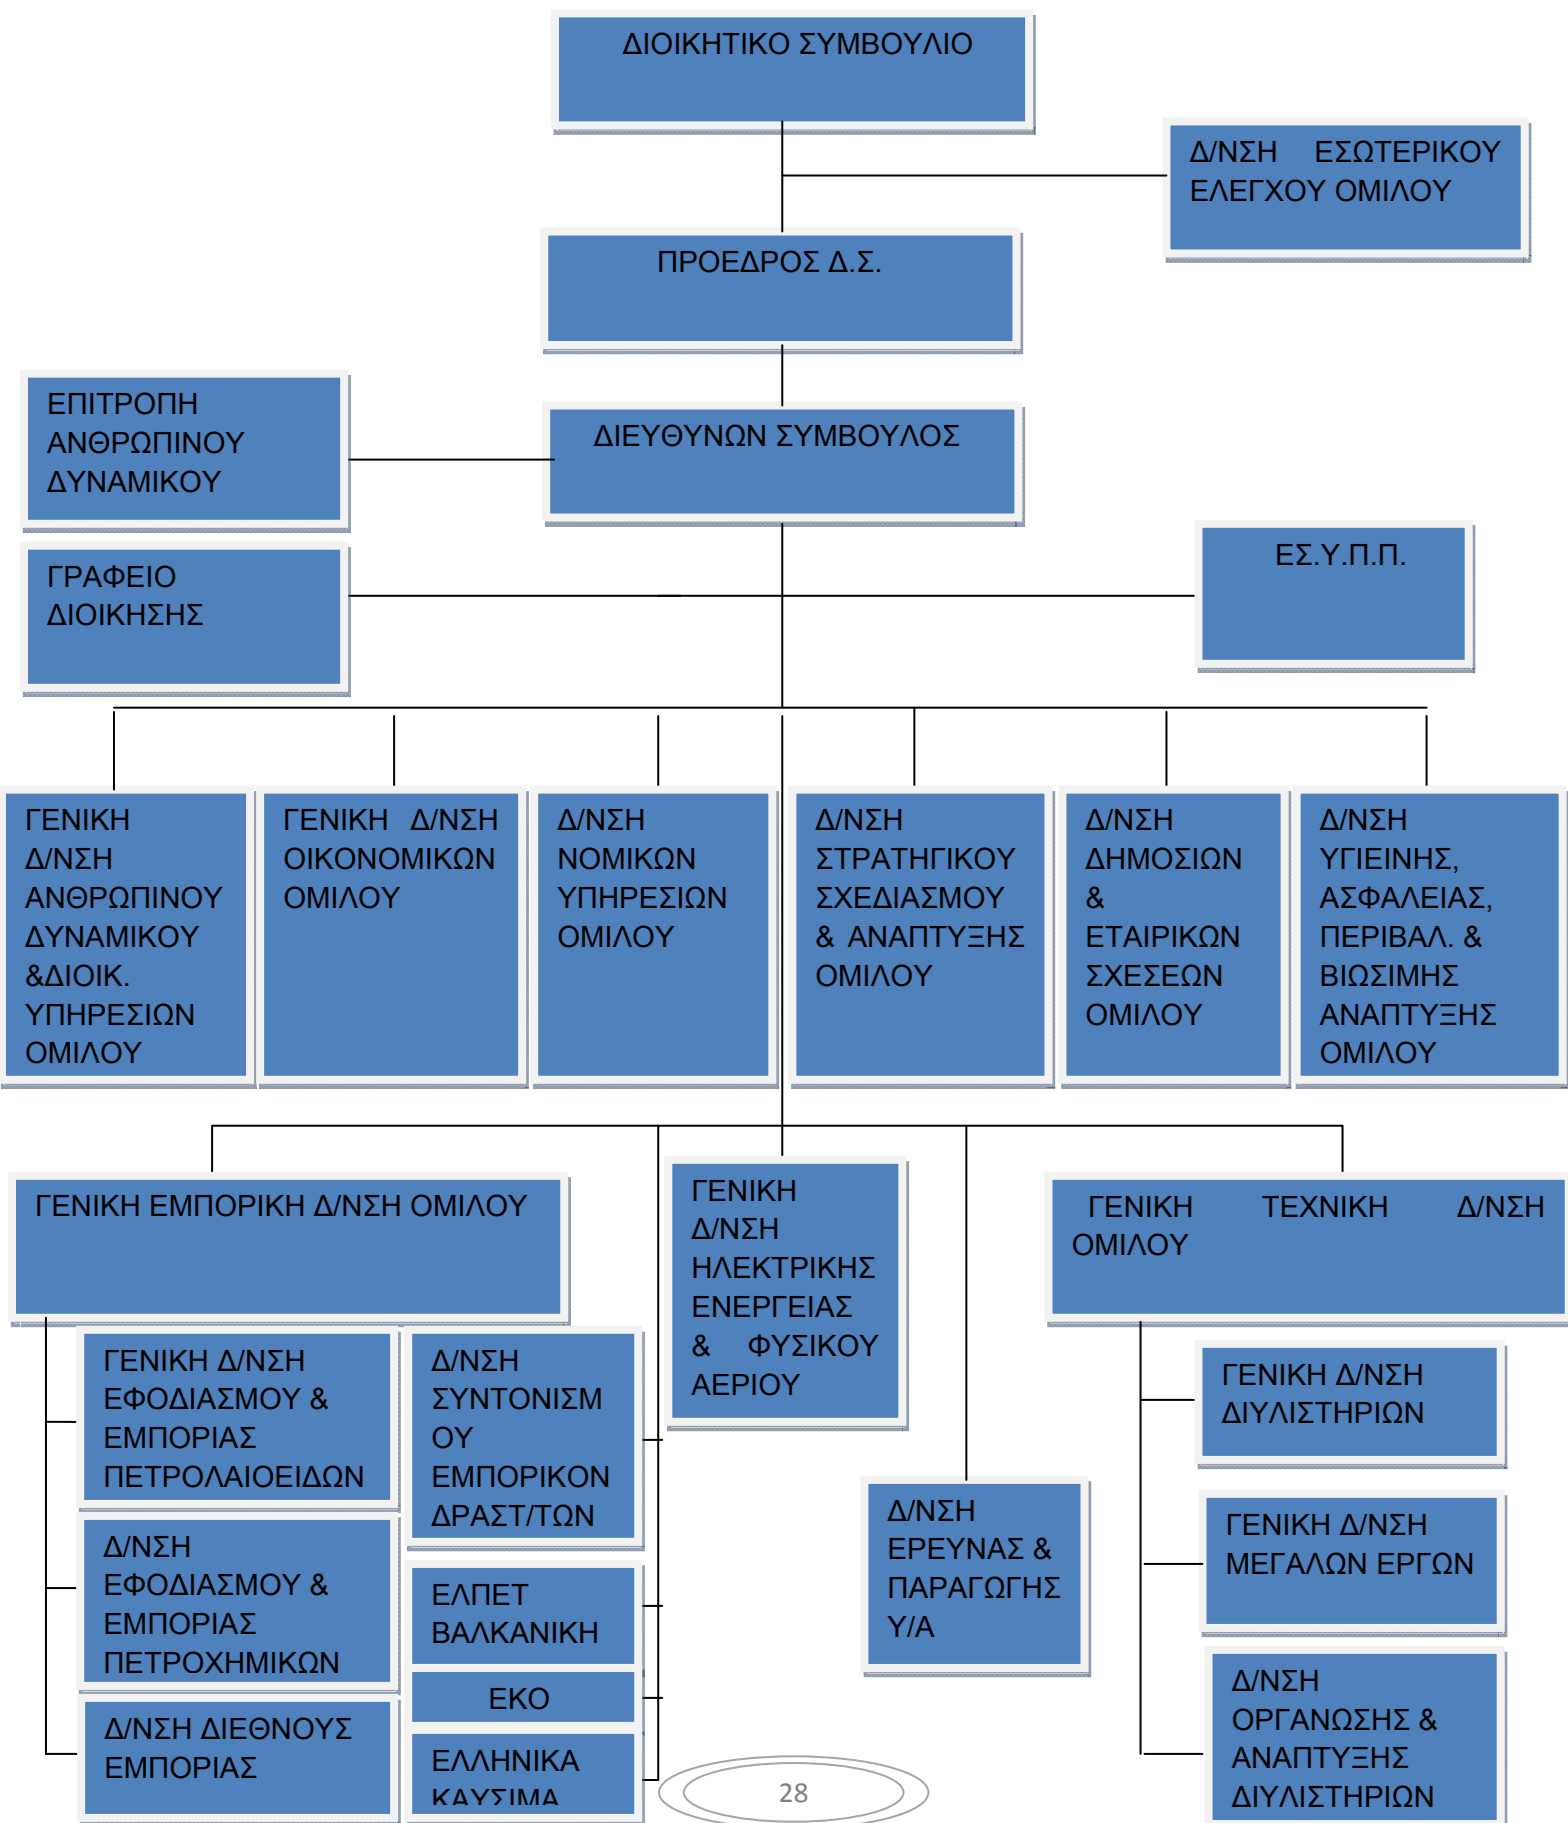 ΔΙΟΙΚΗΤΙΚΟ ΣΥΜΒΟΥΛΙΟ
Δ/ΝΣΗ ΕΣΩΤΕΡΙΚΟΥ
ΕΛΕΓΧΟΥ ΟΜΙΛΟΥ
ΠΡΟΕΔΡΟΣ Δ.Σ.
ΕΠΙΤΡΟΠΗ
ΑΝΘΡΩΠΙΝΟΥ
ΔΥΝΑΜΙΚΟΥ
ΔΙΕΥΘΥΝΩΝ ΣΥΜΒΟΥΛΟΣ
ΓΡΑΦΕΙΟ
ΔΙΟΙΚΗΣΗΣ
ΕΣ.Υ.Π.Π.
ΓΕΝΙΚΗ
Δ/ΝΣΗ
ΑΝΘΡΩΠΙΝΟΥ
ΔΥΝΑΜΙΚΟΥ
&ΔΙΟΙΚ.
ΥΠΗΡΕΣΙΩΝ
ΟΜΙΛΟΥ
ΓΕΝΙΚΗ Δ/ΝΣΗ
ΟΙΚΟΝΟΜΙΚΩΝ
ΟΜΙΛΟΥ
Δ/ΝΣΗ
ΝΟΜΙΚΩΝ
ΥΠΗΡΕΣΙΩΝ
ΟΜΙΛΟΥ
Δ/ΝΣΗ
ΣΤΡΑΤΗΓΙΚΟΥ
ΣΧΕΔΙΑΣΜΟΥ
& ΑΝΑΠΤΥΞΗΣ
ΟΜΙΛΟΥ
Δ/ΝΣΗ
ΔΗΜΟΣΙΩΝ
&
ΕΤΑΙΡΙΚΩΝ
ΣΧΕΣΕΩΝ
ΟΜΙΛΟΥ
Δ/ΝΣΗ
ΥΓΙΕΙΝΗΣ,
ΑΣΦΑΛΕΙΑΣ,
ΠΕΡΙΒΑΛ. &
ΒΙΩΣΙΜΗΣ
ΑΝΑΠΤΥΞΗΣ
ΟΜΙΛΟΥ
ΓΕΝΙΚΗ ΕΜΠΟΡΙΚΗ Δ/ΝΣΗ ΟΜΙΛΟΥ
ΓΕΝΙΚΗ Δ/ΝΣΗ
ΕΦΟΔΙΑΣΜΟΥ &
ΕΜΠΟΡΙΑΣ
ΠΕΤΡΟΛΑΙΟΕΙΔΩΝ
Δ/ΝΣΗ
ΕΦΟΔΙΑΣΜΟΥ &
ΕΜΠΟΡΙΑΣ
ΠΕΤΡΟΧΗΜΙΚΩΝ
Δ/ΝΣΗ ΔΙΕΘΝΟΥΣ
ΕΜΠΟΡΙΑΣ
Δ/ΝΣΗ
ΣΥΝΤΟΝΙΣΜ
ΟΥ
ΕΜΠΟΡΙΚΟΝ
ΔΡΑΣΤ/ΤΩΝ
ΕΛΠΕΤ
ΒΑΛΚΑΝΙΚΗ
ΕΚΟ
ΕΛΛΗΝΙΚΑ
ΚΑΥΣΙΜΑ
ΓΕΝΙΚΗ
Δ/ΝΣΗ
ΗΛΕΚΤΡΙΚΗΣ
ΕΝΕΡΓΕΙΑΣ
& ΦΥΣΙΚΟΥ
ΑΕΡΙΟΥ
Δ/ΝΣΗ
ΕΡΕΥΝΑΣ &
ΠΑΡΑΓΩΓΗΣ
Υ/Α
ΓΕΝΙΚΗ ΤΕΧΝΙΚΗ Δ/ΝΣΗ
ΟΜΙΛΟΥ
ΓΕΝΙΚΗ Δ/ΝΣΗ
ΔΙΥΛΙΣΤΗΡΙΩΝ
ΓΕΝΙΚΗ Δ/ΝΣΗ
ΜΕΓΑΛΩΝ ΕΡΓΩΝ
Δ/ΝΣΗ
ΟΡΓΑΝΩΣΗΣ &
ΑΝΑΠΤΥΞΗΣ
ΔΙΥΛΙΣΤΗΡΙΩΝ
28